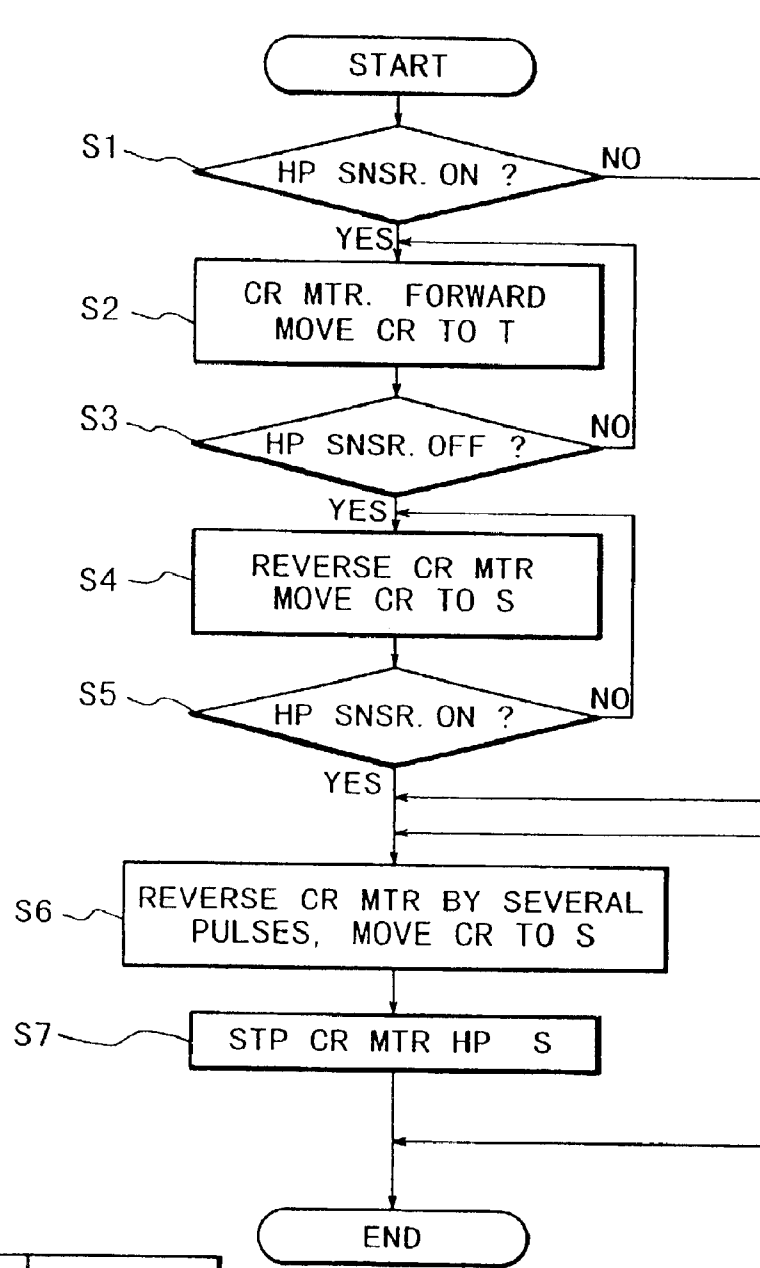 START
S1
HP SNSR. ON ?
NO
YES
S2
CR MTR. FORWARD
MOVE CR TO T
S3
HP SNSR. OFF ?
NO
YES
S4
REVERSE CR MTR
MOVE CR TO S
S5
HP SNSR. ON ?
NO
YES
S6
REVERSE CR MTR BY SEVERAL
PULSES, MOVE CR TO S
S7
STP CR MTR HP S
END